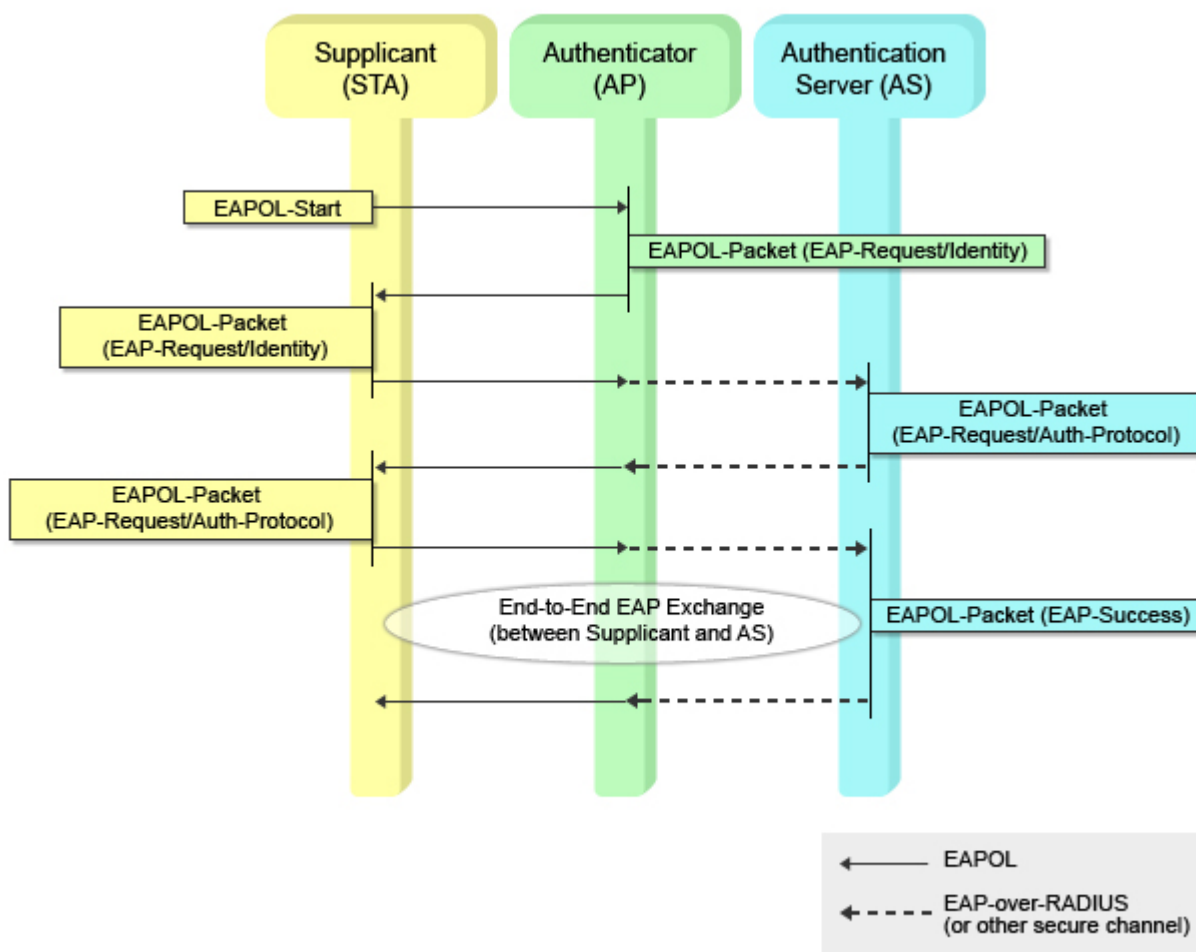 Supplicant
(STA)
Authenticator
(AP)
Authentication
Server (AS)
EAPOL-Start
EAPOL-Packet (EAP-Request/Identity)
EAPOL-Packet
(EAP-Request/Identity)
EAPOL-Packet
(EAP-Request/Auth-Protocol)
EAPOL-Packet
(EAP-Request/Auth-Protocol)
End-to-End EAP Exchange
(between Supplicant and AS)
EAPOL-Packet (EAP-Success)
EAPOL
EAP-over-RADIUS
(or other secure channel)